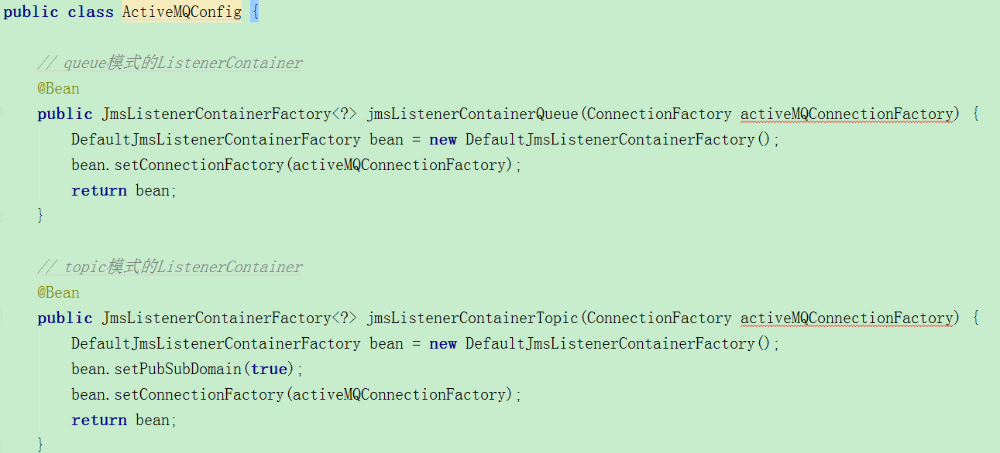 public class ActiveMQConfig {
// queue模式的ListenerContainer
@Bean
public JmsListenerContainerFactory<?> jmsListenerContainerQueue(ConnectionFactory activeMQConnectionFactory) {
DefaultJmsListenerContainerFactory bean = new DefaultJmsListenerContainerFactory();
bean.setConnectionFactory(activeMQConnectionFactory);
return bean;
}
// topic模式的ListenerContainer
@Bean
public JmsListenerContainerFactory<?> jmsListenerContainerTopic(ConnectionFactory activeMQConnectionFactory) {
DefaultJmsListenerContainerFactory bean = new DefaultJmsListenerContainerFactory();
bean.setPubSubDomain(true);
bean.setConnectionFactory(activeMQConnectionFactory);
return bean;
}